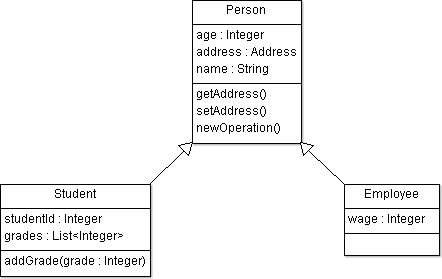 Person
age : Integer
address : Address
name : String
getAddress()
setAddress()
newOperation()
Student
studentId : Integer
grades : List<Integer>
addGrade(grade : Integer)
Employee
wage : Integer